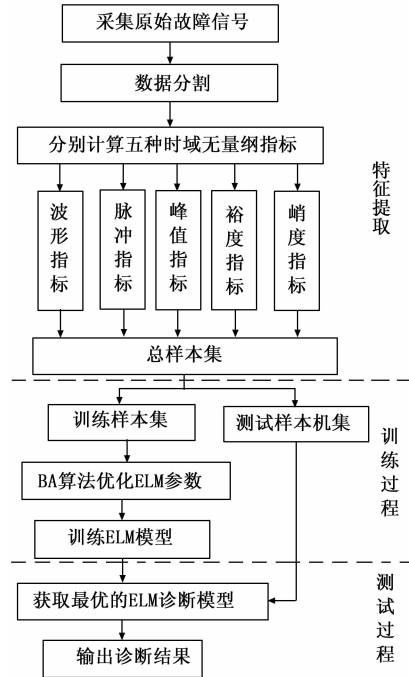 采集原始故障信号
数据分割
分别计算五种时域无量纲指标
波形指标
脉冲指标
峰值指标
裕度指标
峭度指标
特征提取
总样本集
训练样本集
测试样本机集
训练过程
BA算法优化ELM参数
训练ELM模型
获取最优的ELM诊断模型
测试过程
输出诊断结果